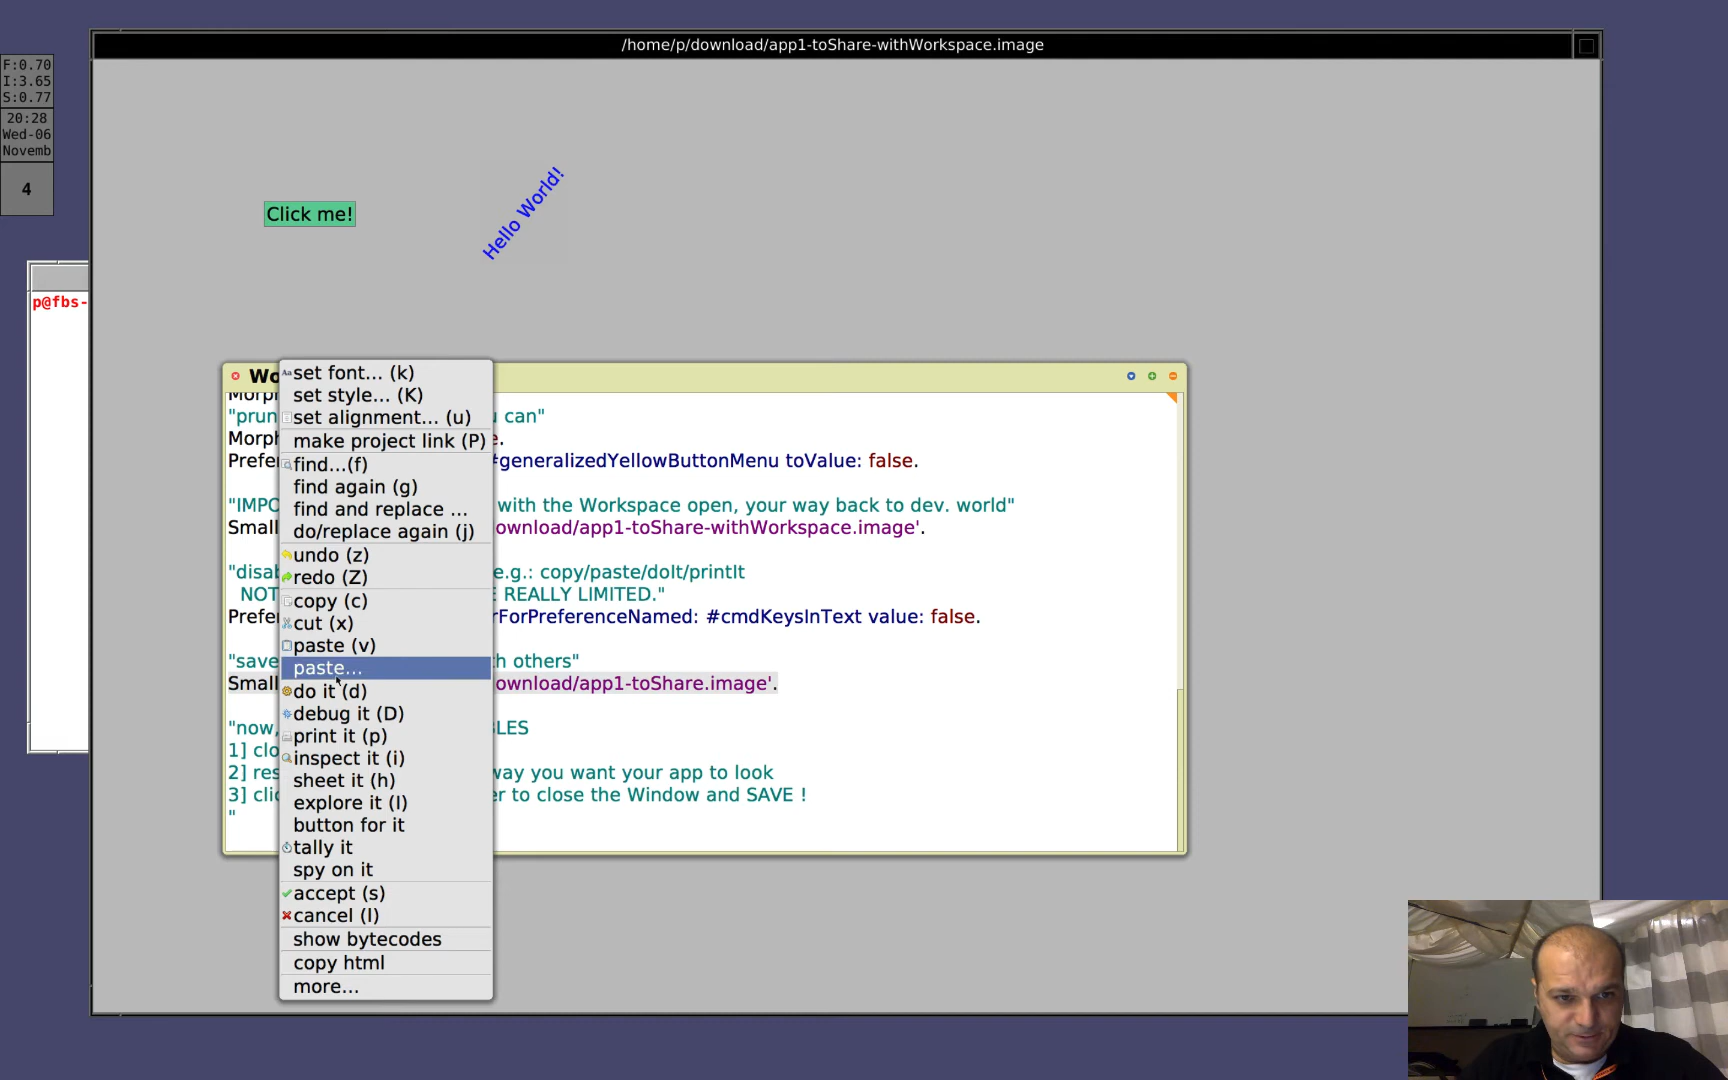 /home/p/download/app1-toShare-withWorkspace.image
F:0.70
I:3.65
S:0.77
20:28
Wed-06
Novemb
4
Click me!
Hello World!
p@fbs-
Wo
"prun can"
Morph e.
Prefer #generalizedYellowButtonMenu toValue: false.
"IMPO with the Workspace open, your way back to dev. world"
Small ownload/app1-toShare-withWorkspace.image'.
"disab e.g.: copy/paste/doIt/printIt
NOT REALLY LIMITED."
Prefer rForPreferenceNamed: #cmdKeysInText value: false.
"save h others"
Small ownload/app1-toShare.image'.
"now, BLES
1] clo
2] res way you want your app to look
3] clic er to close the Window and SAVE !
"
set font... (k)
set style... (K)
set alignment... (u)
make project link (P)
find...(f)
find again (g)
find and replace ...
do/replace again (j)
undo (z)
redo (Z)
copy (c)
cut (x)
paste (v)
paste...
do it (d)
debug it (D)
print it (p)
inspect it (i)
sheet it (h)
explore it (I)
button for it
tally it
spy on it
accept (s)
cancel (l)
show bytecodes
copy html
more...